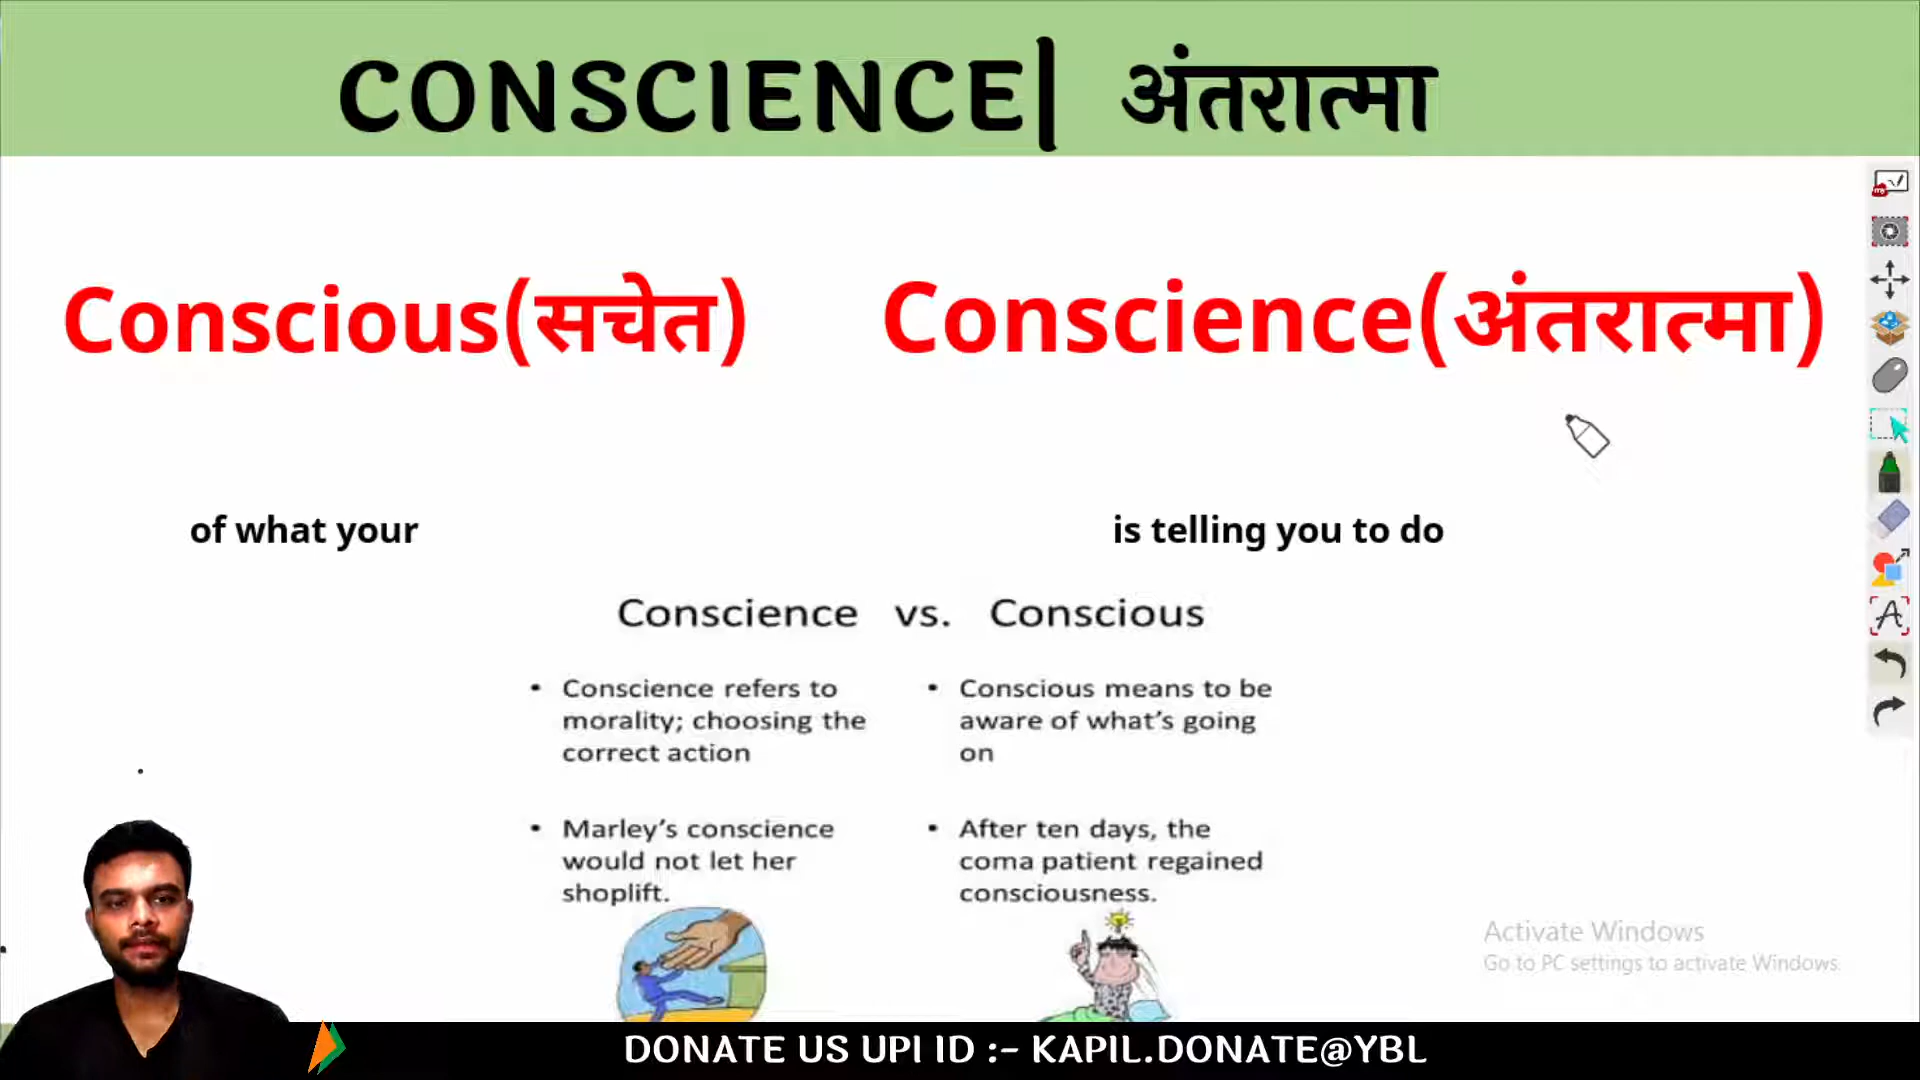 CONSCIENCE| अंतरात्मा
Conscious(सचेत) Conscience(अंतरात्मा)
of what your is telling you to do
Conscience vs. Conscious
• Conscience refers to
morality; choosing the
correct action
• Marley's conscience
would not let her
shoplift.
• Conscious means to be
aware of what's going
on
• After ten days, the
coma patient regained
consciousness.
Activate Windows
Go to PC settings to activate Windows.
DONATE US UPI ID :- KAPIL.DONATE@YBL